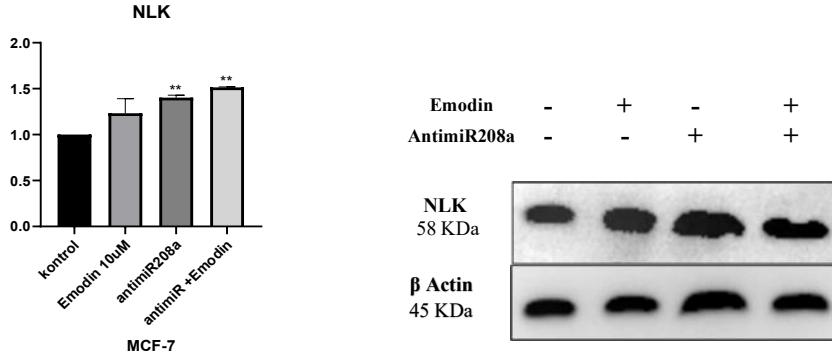 NLK
2.0
1.5
1.0
0.5
0.0
** **
kontrol
Emodin 10uM
antimiR208a
antimiR +Emodin
MCF-7
Emodin - + - +
AntimiR208a - - + +
NLK
58 KDa
β Actin
45 KDa